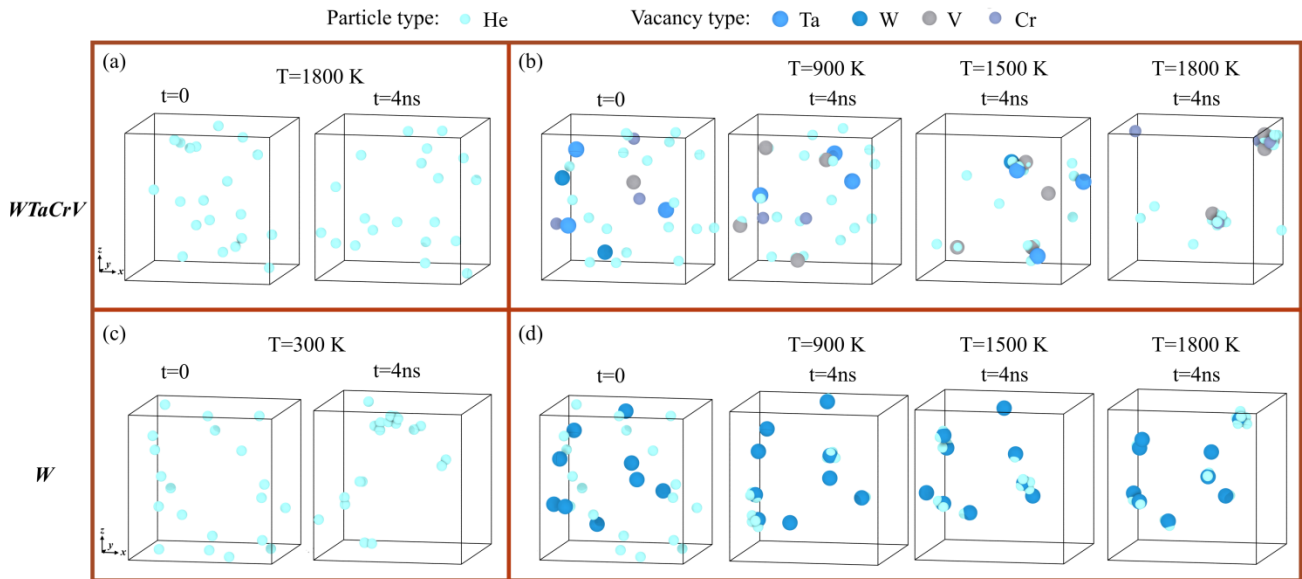 Particle type: He Vacancy type: Ta W V Cr
(a)
T=1800 K
t=0 t=4ns
(b)
T=900 K T=1500 K T=1800 K
t=0 t=4ns t=4ns t=4ns
WTaCrV
z
y
x
(c)
T=300 K
t=0 t=4ns
(d)
T=900 K T=1500 K T=1800 K
t=0 t=4ns t=4ns t=4ns
W
z
y
x